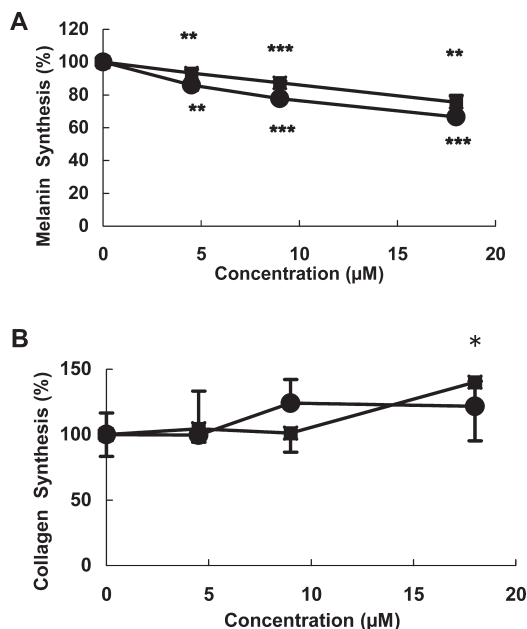 A
Melanin Synthesis (%)
120
100
80
60
40
20
0
** *** **
** *** ***
0 5 10 15 20
Concentration (μM)
B
Collagen Synthesis (%)
150
100
50
0
*
0 5 10 15 20
Concentration (μM)